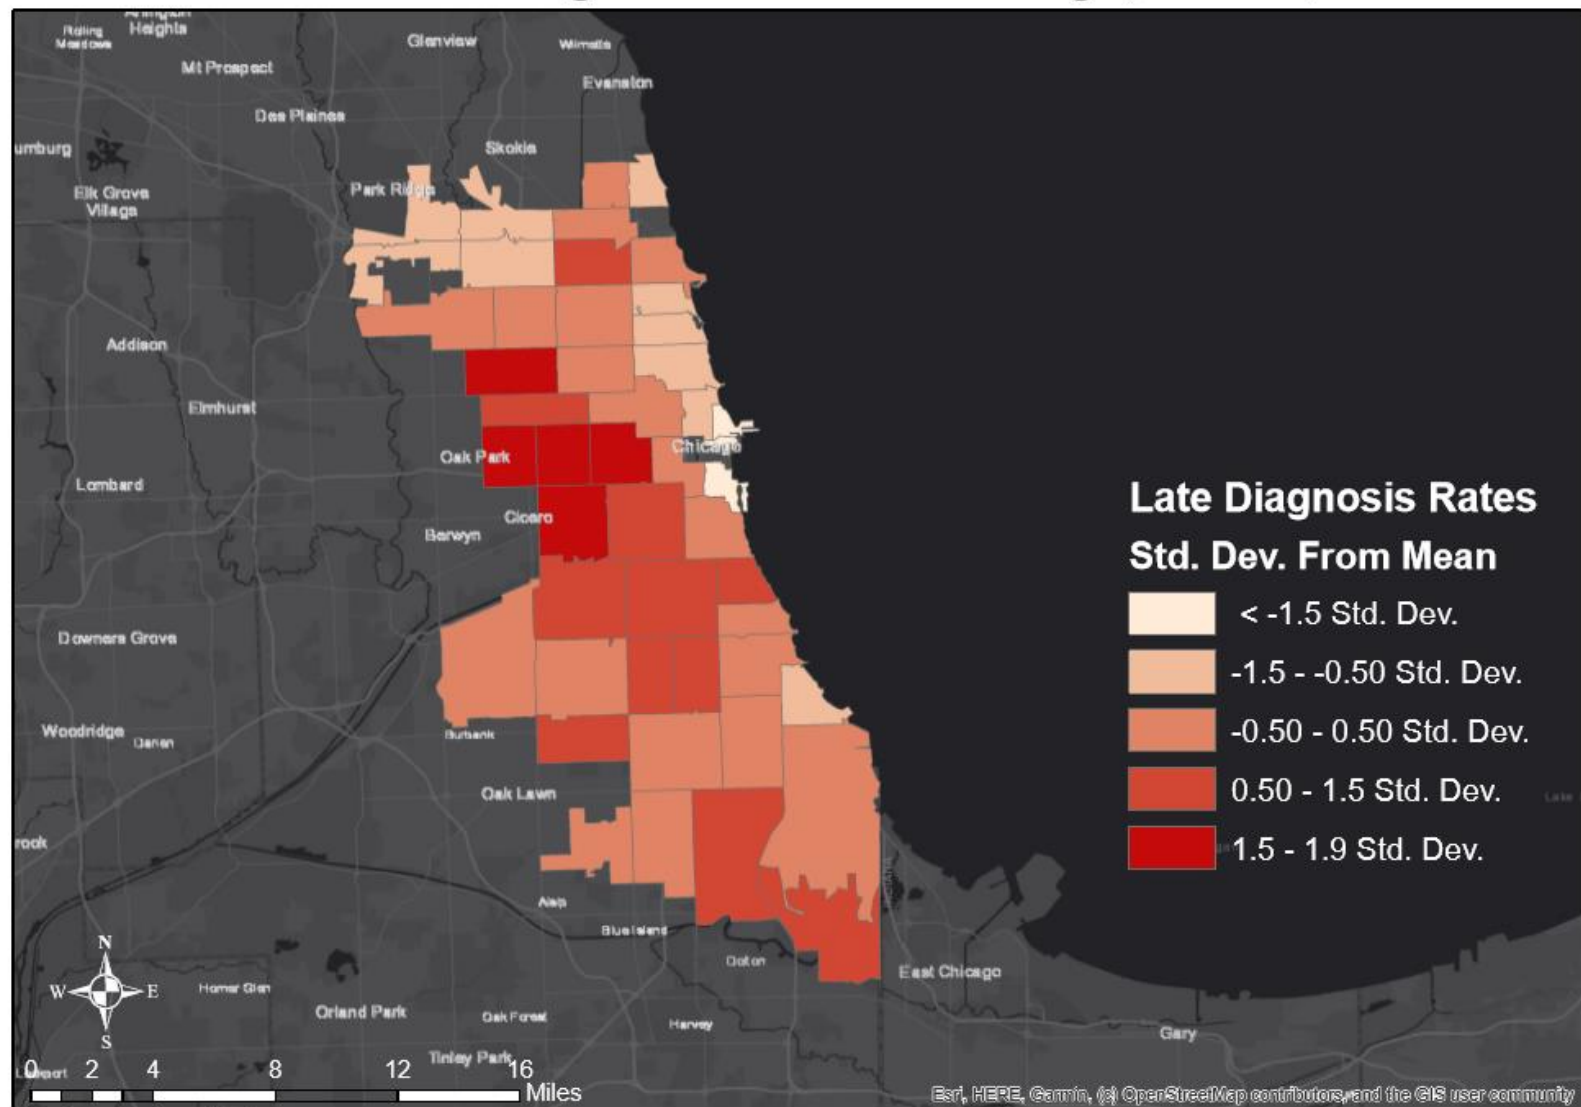 Arlington
Heights
Rolling
Meadows
Glenview
Wilmette
Mt Prospect
Evanston
Des Plaines
Skokie
umburg
Park Ridge
Elk Grove
Village
Addison
Elmhurst
Chicago
Oak Park
Lombard
Cicero
Berwyn
Late Diagnosis Rates
Std. Dev. From Mean
< -1.5 Std. Dev.
-1.5 - -0.50 Std. Dev.
-0.50 - 0.50 Std. Dev.
0.50 - 1.5 Std. Dev.
1.5 - 1.9 Std. Dev.
Downers Grove
Woodridge
Darien
Burbank
Oak Lawn
Lake
rook
Alsip
Blue Island
Dolton
East Chicago
N
W E
S
Homer Glen
Orland Park
Oak Forest
Harvey
Gary
Tinley Park
0 2 4 8 12 16
Miles
Esri, HERE, Garmin, (c) OpenStreetMap contributors, and the GIS user community